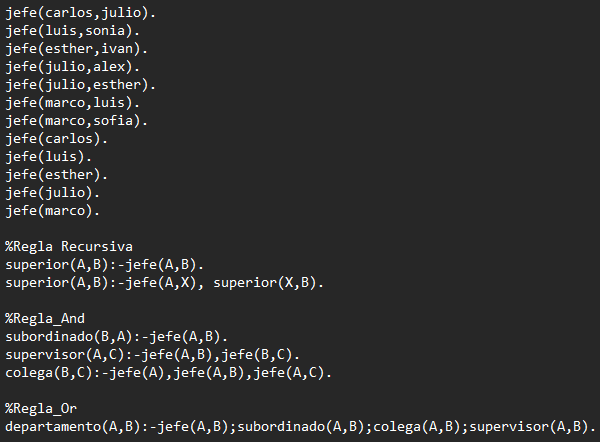 jefe(carlos,julio).
jefe(luis,sonia).
jefe(esther,ivan).
jefe(julio,alex).
jefe(julio,esther).
jefe(marco,luis).
jefe(marco,sofia).
jefe(carlos).
jefe(luis).
jefe(esther).
jefe(julio).
jefe(marco).

%Regla Recursiva
superior(A,B):-jefe(A,B).
superior(A,B):-jefe(A,X), superior(X,B).

%Regla_And
subordinado(B,A):-jefe(A,B).
supervisor(A,C):-jefe(A,B),jefe(B,C).
colega(B,C):-jefe(A),jefe(A,B),jefe(A,C).

%Regla_Or
departamento(A,B):-jefe(A,B);subordinado(A,B);colega(A,B);supervisor(A,B).